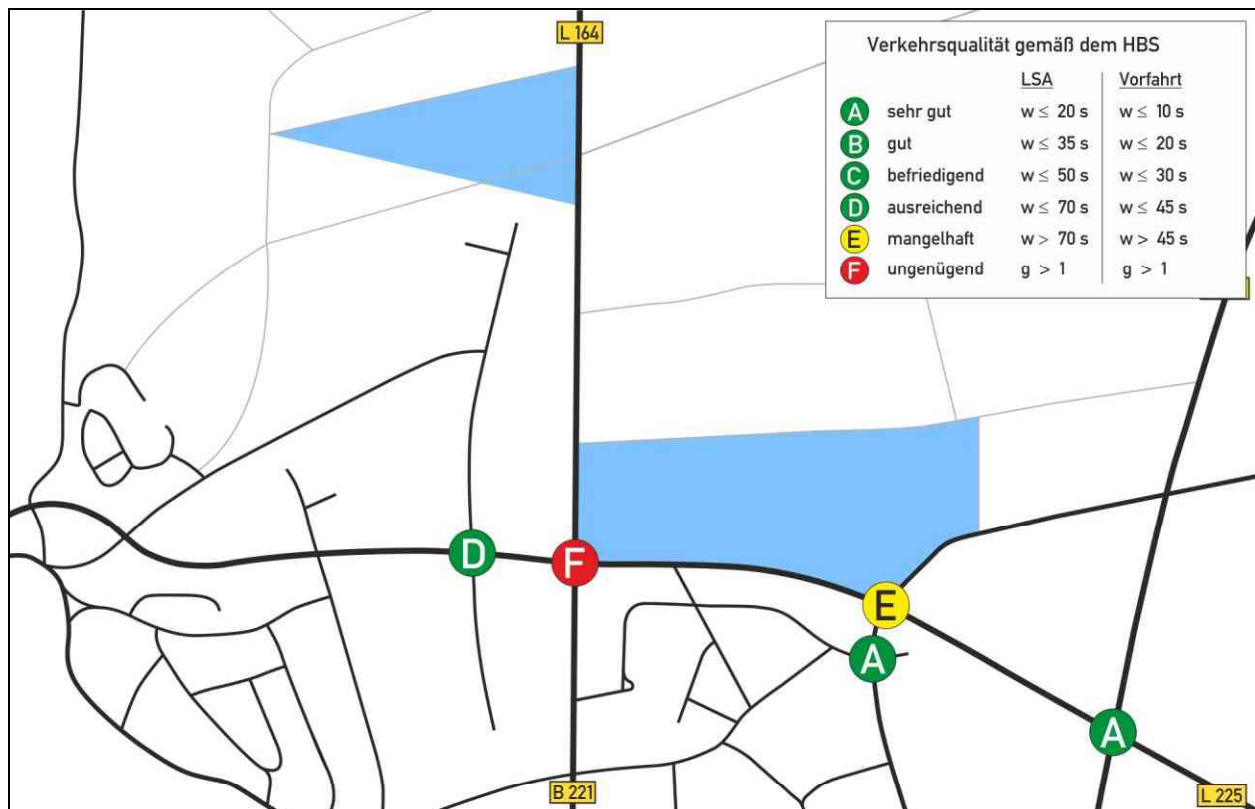 L 164
Verkehrsqualität gemäß dem HBS
LSA Vorfahrt
A sehr gut w ≤ 20 s w ≤ 10 s
B gut w ≤ 35 s w ≤ 20 s
C befriedigend w ≤ 50 s w ≤ 30 s
D ausreichend w ≤ 70 s w ≤ 45 s
E mangelhaft w > 70 s w > 45 s
F ungenügend g > 1 g > 1
D
F
E
A
A
B 221
L 225